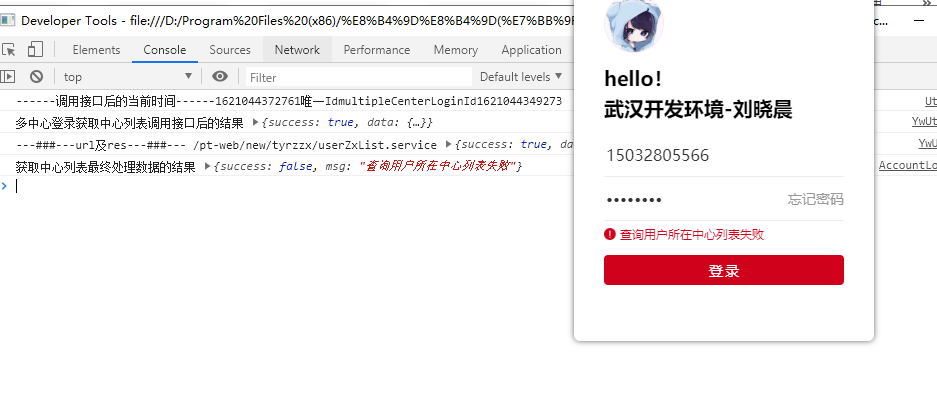 Developer Tools - file:///D:/Program%20Files%20(x86)/%E8%B4%9D%E8%B4%9D(%E7%BB%9F
c...
Elements Console Sources Network Performance Memory Application
top Filter Default levels
------调用接口后的当前时间------1621044372761唯一IdmultipleCenterLoginId1621044349273 Ut
多中心登录获取中心列表调用接口后的结果 {success: true, data: {…}} YwUt
---###---url及res---###--- /pt-web/new/tyrzzx/userZxList.service {success: true, da YwU
获取中心列表最终处理数据的结果 {success: false, msg: "查询用户所在中心列表失败"} AccountLo
hello!
武汉开发环境-刘晓晨
15032805566
•••••••• 忘记密码
查询用户所在中心列表失败
登录